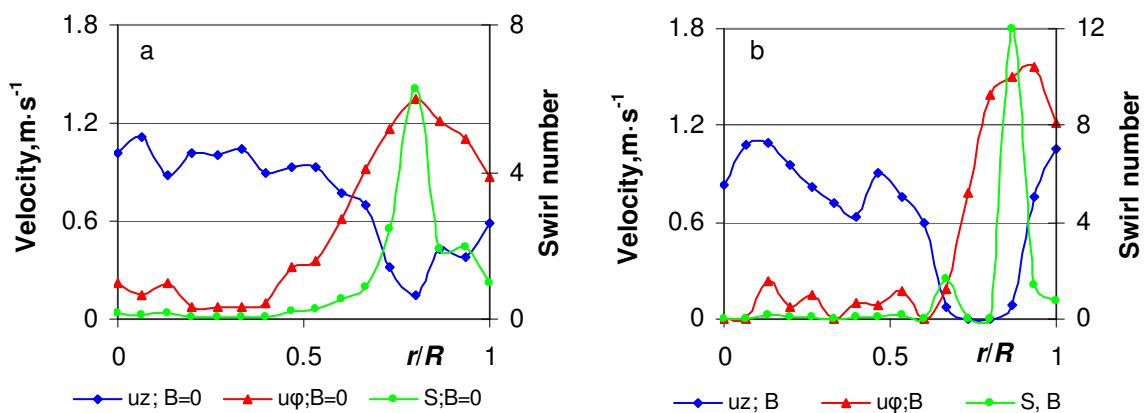 a
Velocity,m·s⁻¹
1.8
1.2
0.6
0
8
4
0
Swirl number
0
0.5
r/R
1
uz; B=0
uφ;B=0
S;B=0
b
Velocity,m·s⁻¹
1.8
1.2
0.6
0
12
8
4
0
Swirl number
0
0.5
r/R
1
uz; B
uφ;B
S, B